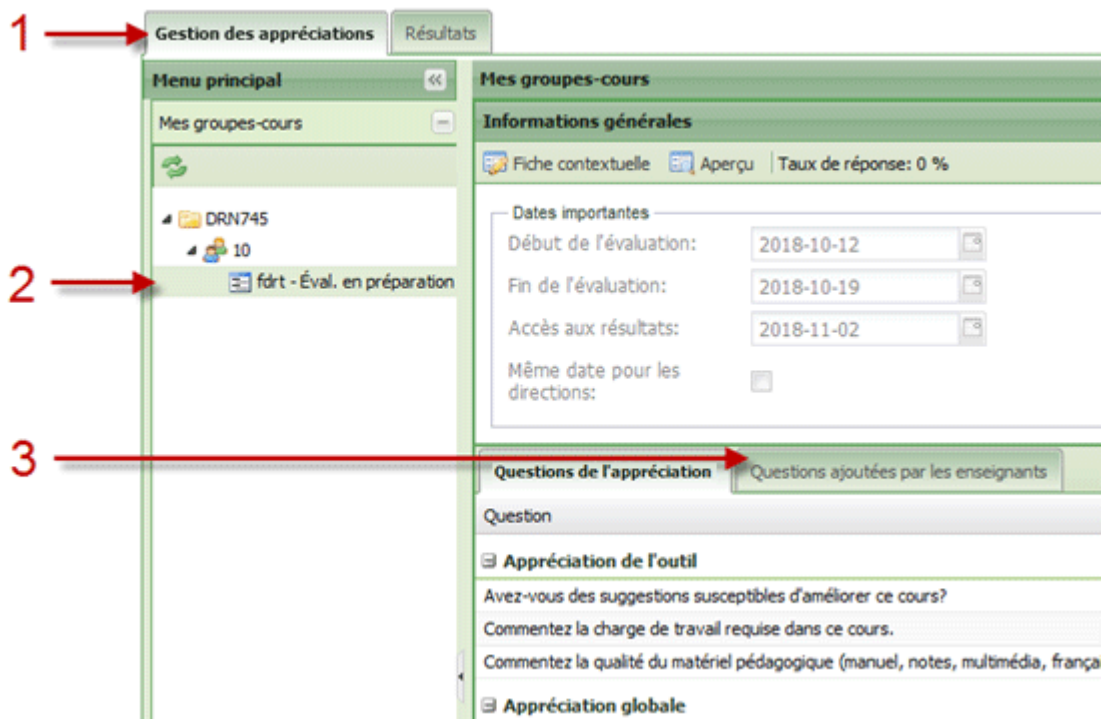 1
Gestion des appréciations
Résultats
Menu principal
Mes groupes-cours
Mes groupes-cours
Informations générales
Fiche contextuelle
Aperçu
Taux de réponse: 0 %
DRN745
10
2
fdrt - Éval. en préparation
Dates importantes
Début de l'évaluation:
2018-10-12
Fin de l'évaluation:
2018-10-19
Accès aux résultats:
2018-11-02
Même date pour les
directions:
3
Questions de l'appréciation
Questions ajoutées par les enseignants
Question
Appréciation de l'outil
Avez-vous des suggestions susceptibles d'améliorer ce cours?
Commentez la charge de travail requise dans ce cours.
Commentez la qualité du matériel pédagogique (manuel, notes, multimédia, frança
Appréciation globale